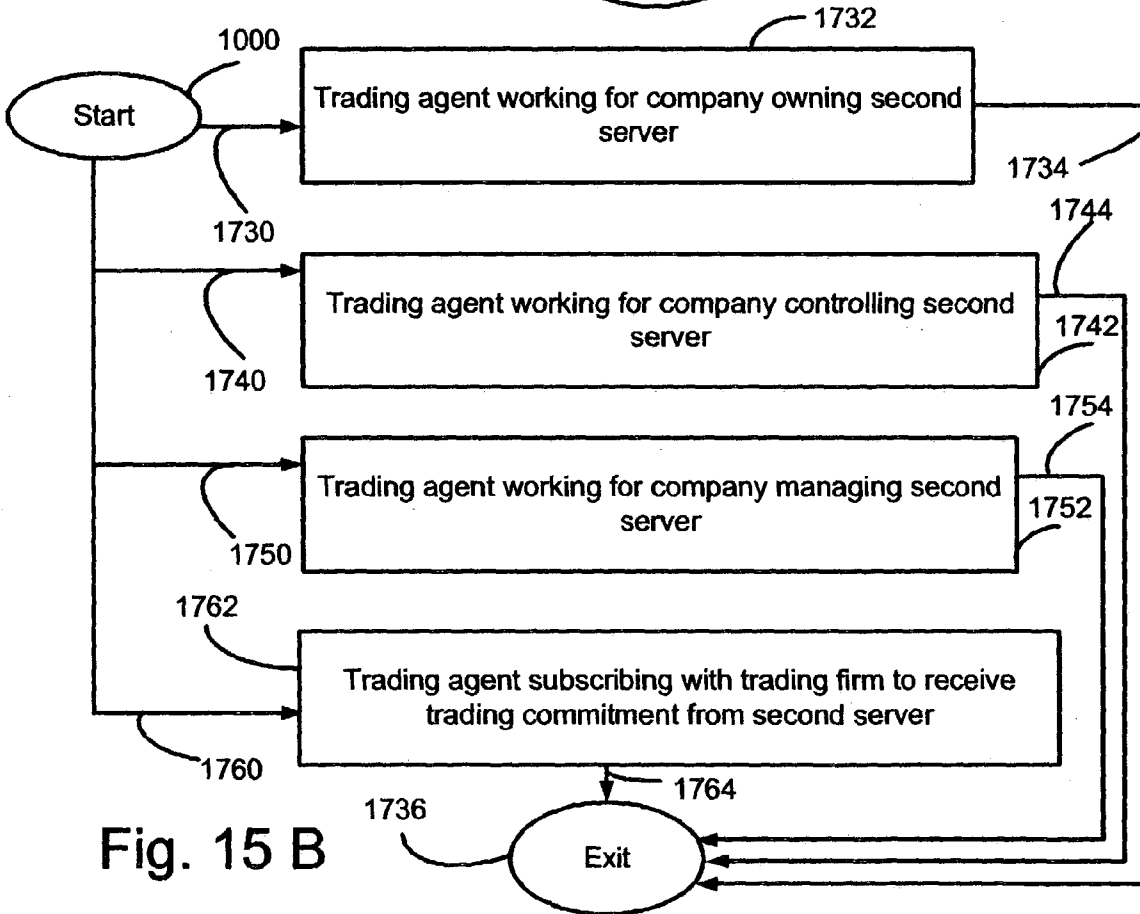 1732
1000
Start
Trading agent working for company owning second
server
1734
1730
1744
Trading agent working for company controlling second
server
1742
1740
1754
Trading agent working for company managing second
server
1752
1750
1762
Trading agent subscribing with trading firm to receive
trading commitment from second server
1760
1764
1736
Exit
Fig. 15 B